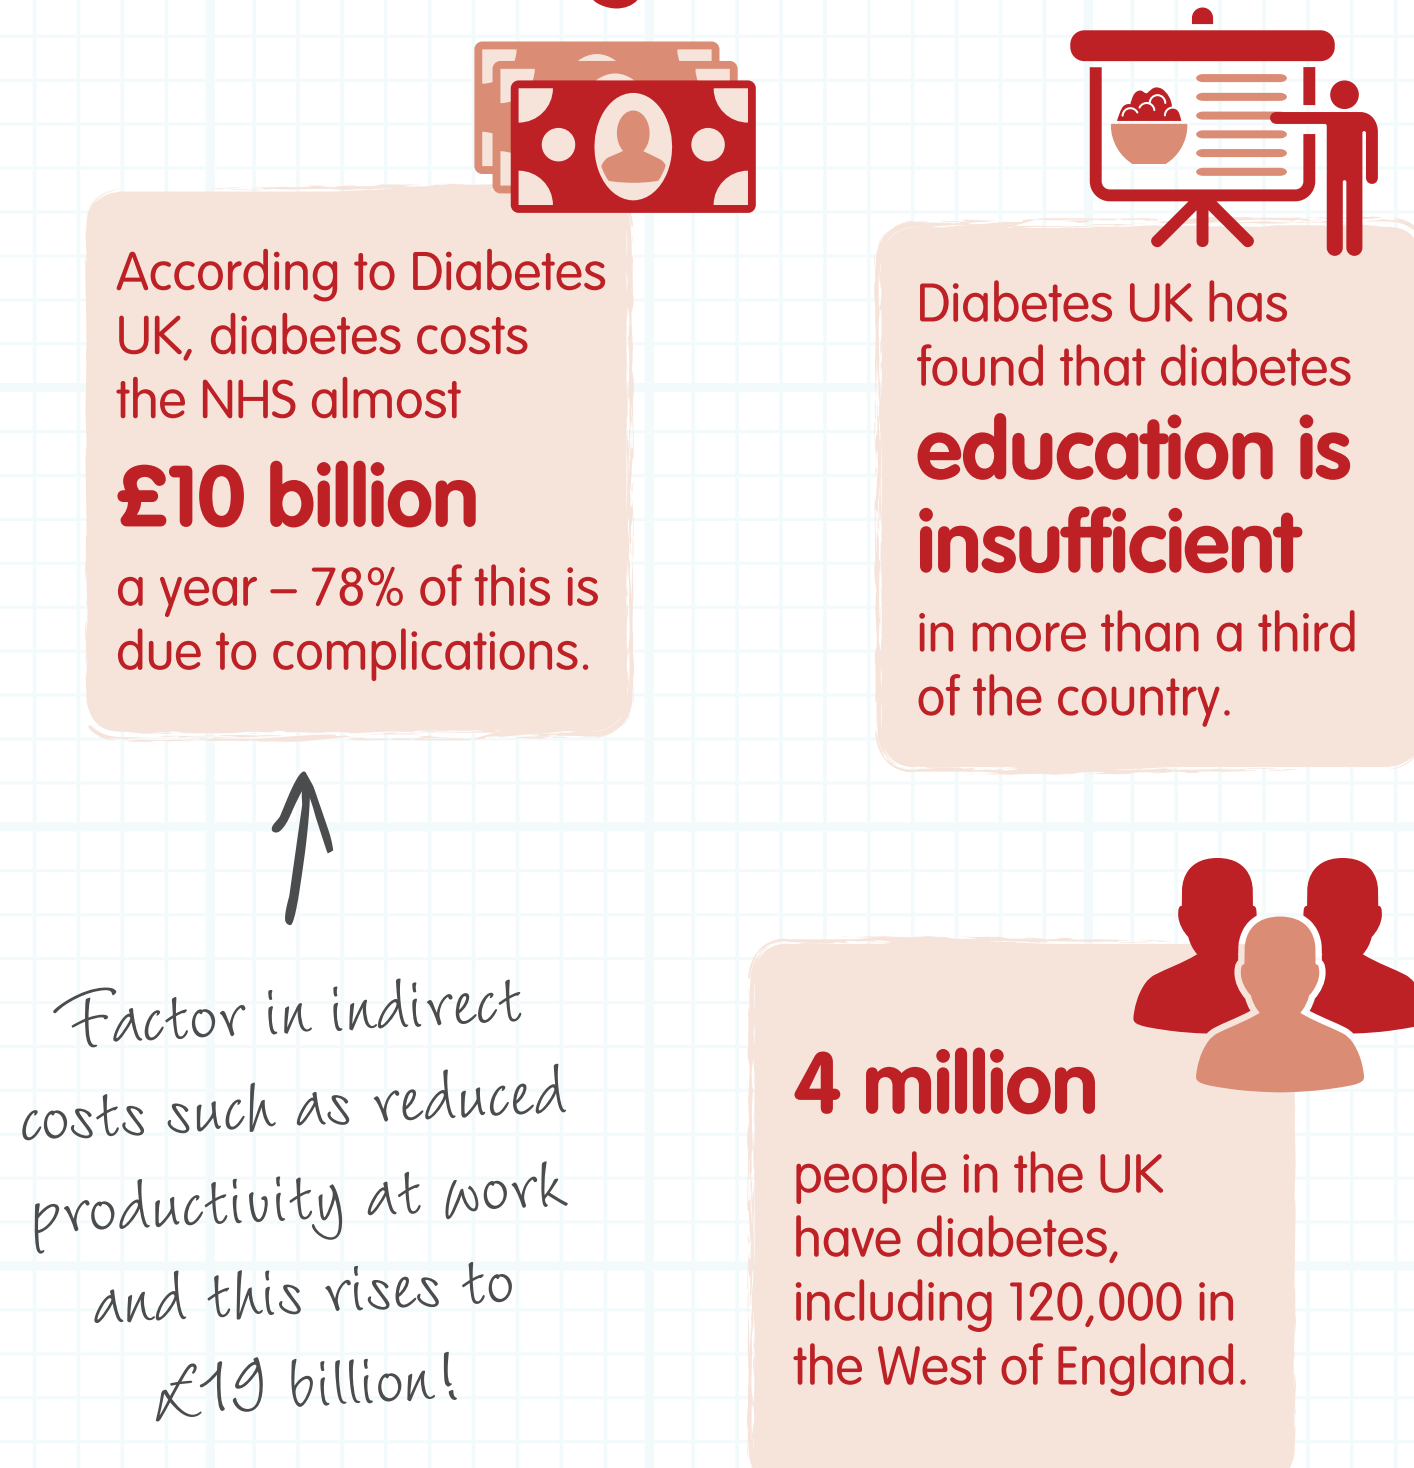 According to Diabetes
UK, diabetes costs
the NHS almost
£10 billion
a year – 78% of this is
due to complications.
Diabetes UK has
found that diabetes
education is
insufficient
in more than a third
of the country.
Factor in indirect
costs such as reduced
productivity at work
and this rises to
£19 billion!
4 million
people in the UK
have diabetes,
including 120,000 in
the West of England.